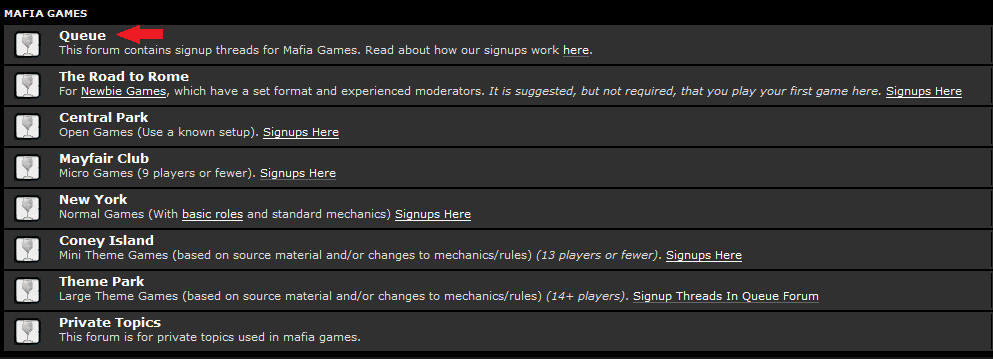 MAFIA GAMES
Queue
This forum contains signup threads for Mafia Games. Read about how our signups work here.
The Road to Rome
For Newbie Games, which have a set format and experienced moderators. It is suggested, but not required, that you play your first game here. Signups Here
Central Park
Open Games (Use a known setup). Signups Here
Mayfair Club
Micro Games (9 players or fewer). Signups Here
New York
Normal Games (With basic roles and standard mechanics) Signups Here
Coney Island
Mini Theme Games (based on source material and/or changes to mechanics/rules) (13 players or fewer). Signups Here
Theme Park
Large Theme Games (based on source material and/or changes to mechanics/rules) (14+ players). Signup Threads In Queue Forum
Private Topics
This forum is for private topics used in mafia games.